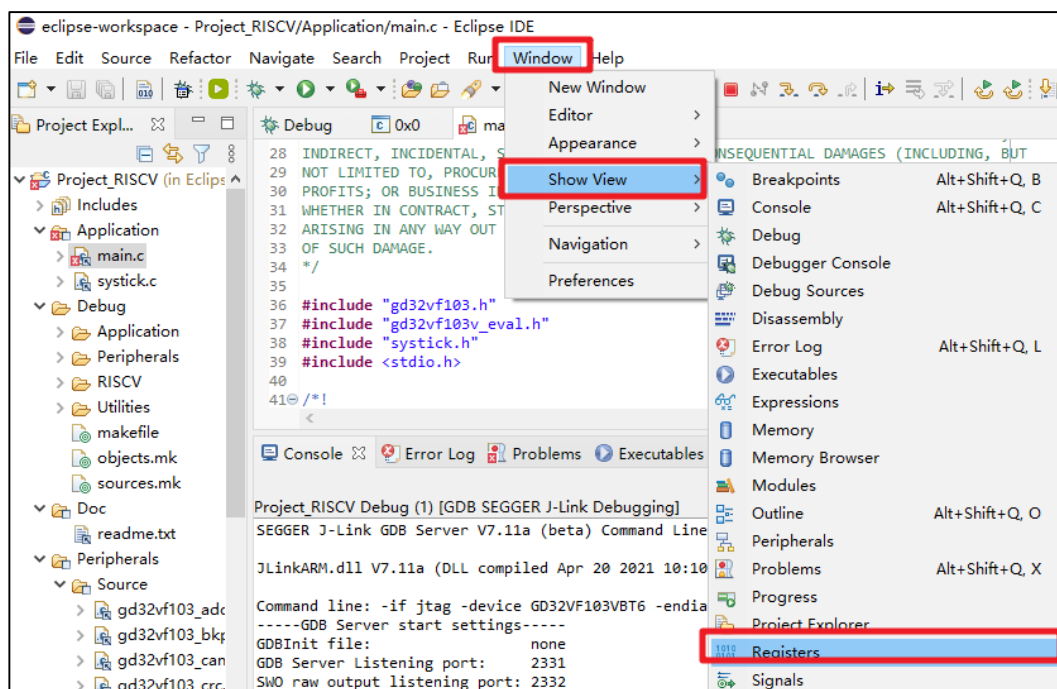 eclipse-workspace - Project_RISCV/Application/main.c - Eclipse IDE
File Edit Source Refactor Navigate Search Project Run Window Help
New Window
Editor
Appearance
Show View
Perspective
Navigation
Preferences
Project Expl...
Project_RISCV (in Eclips
Includes
Application
main.c
systick.c
Debug
Application
Peripherals
RISCV
Utilities
makefile
objects.mk
sources.mk
Doc
readme.txt
Peripherals
Source
gd32vf103_adc
gd32vf103_bkp
gd32vf103_can
gd32vf103_crc.
Debug 0x0 ma
28 INDIRECT, INCIDENTAL, S NSEQUENTIAL DAMAGES (INCLUDING, BUT
29 NOT LIMITED TO, PROCUR
30 PROFITS; OR BUSINESS I
31 WHETHER IN CONTRACT, ST
32 ARISING IN ANY WAY OUT
33 OF SUCH DAMAGE.
34 */
35
36 #include "gd32vf103.h"
37 #include "gd32vf103v_eval.h"
38 #include "systick.h"
39 #include <stdio.h>
40
41 /*!
Console Error Log Problems Executables
Project_RISCV Debug (1) [GDB SEGGER J-Link Debugging]
SEGGER J-Link GDB Server V7.11a (beta) Command Line
JLinkARM.dll V7.11a (DLL compiled Apr 20 2021 10:10
Command line: -if jtag -device GD32VF103VBT6 -endia
-----GDB Server start settings-----
GDBInit file: none
GDB Server Listening port: 2331
SWO raw output listening port: 2332
Breakpoints Alt+Shift+Q, B
Console Alt+Shift+Q, C
Debug
Debugger Console
Debug Sources
Disassembly
Error Log Alt+Shift+Q, L
Executables
Expressions
Memory
Memory Browser
Modules
Outline Alt+Shift+Q, O
Peripherals
Problems Alt+Shift+Q, X
Progress
Project Explorer
Registers
Signals